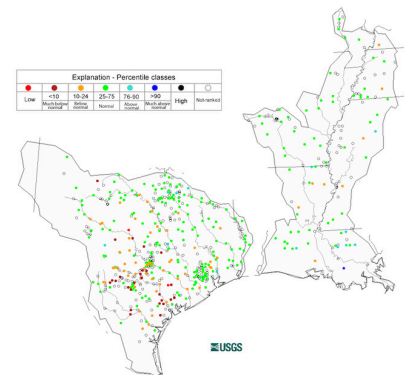 Explanation - Percentile classes
Low <10 10-24 25-75 76-90 >90 High Not-ranked
Much below normal Below normal Normal Above normal Much above normal
USGS